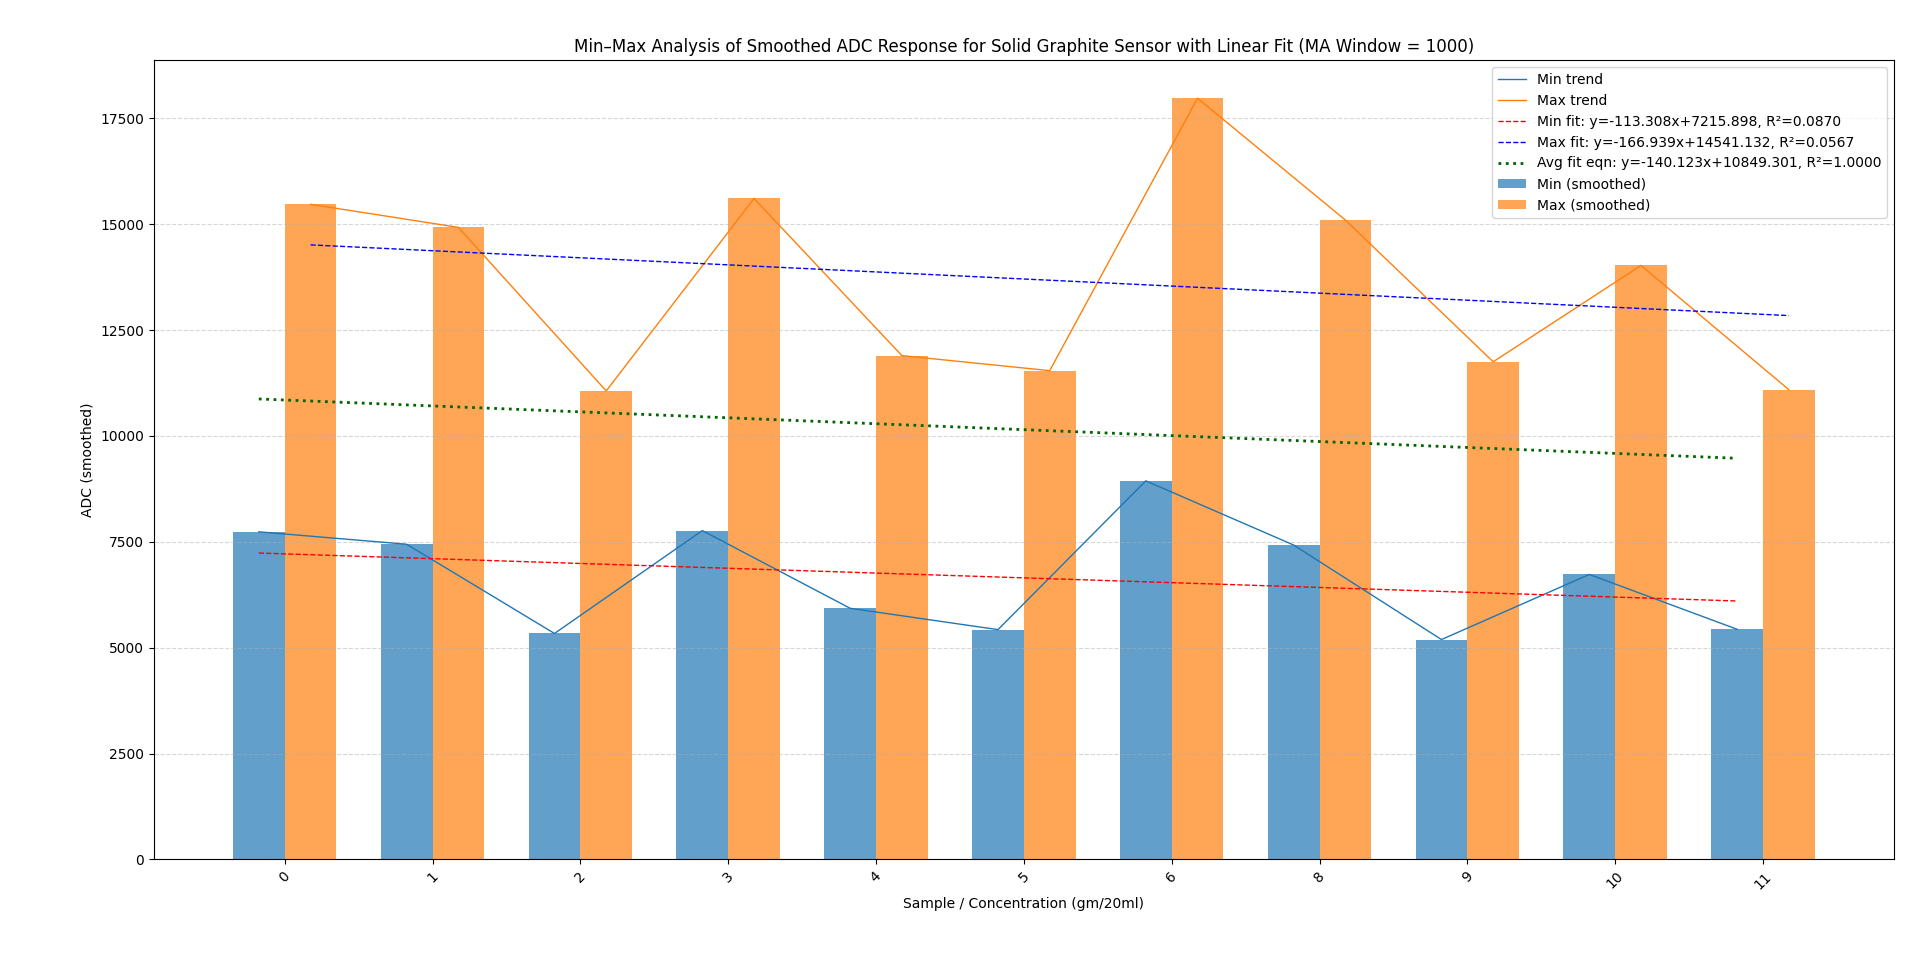 Min–Max Analysis of Smoothed ADC Response for Solid Graphite Sensor with Linear Fit (MA Window = 1000)
Min trend
Max trend
Min fit: y=-113.308x+7215.898, R²=0.0870
Max fit: y=-166.939x+14541.132, R²=0.0567
Avg fit eqn: y=-140.123x+10849.301, R²=1.0000
Min (smoothed)
Max (smoothed)
17500
15000
12500
10000
7500
5000
2500
0
ADC (smoothed)
0 1 2 3 4 5 6 8 9 10 11
Sample / Concentration (gm/20ml)